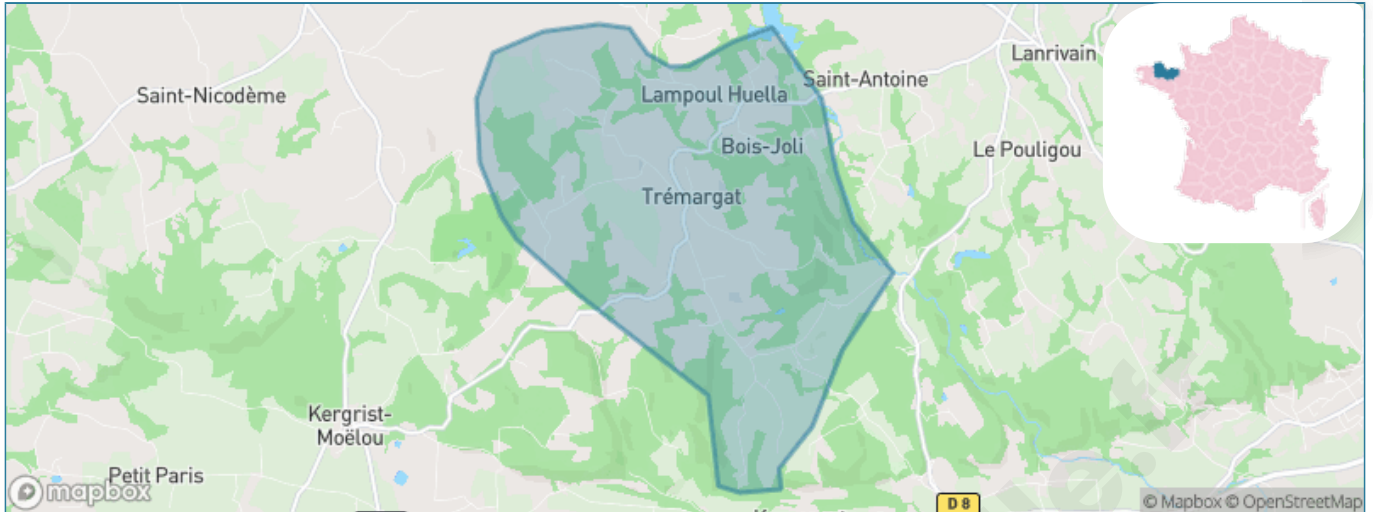 Lanrivain
Saint-Antoine
Saint-Nicodème
Lampoul Huella
Bois-Joli
Le Pouligou
Trémargat
Kergrist-
Moëlou
Petit Paris
mapbox
D 8
© Mapbox © OpenStreetMap